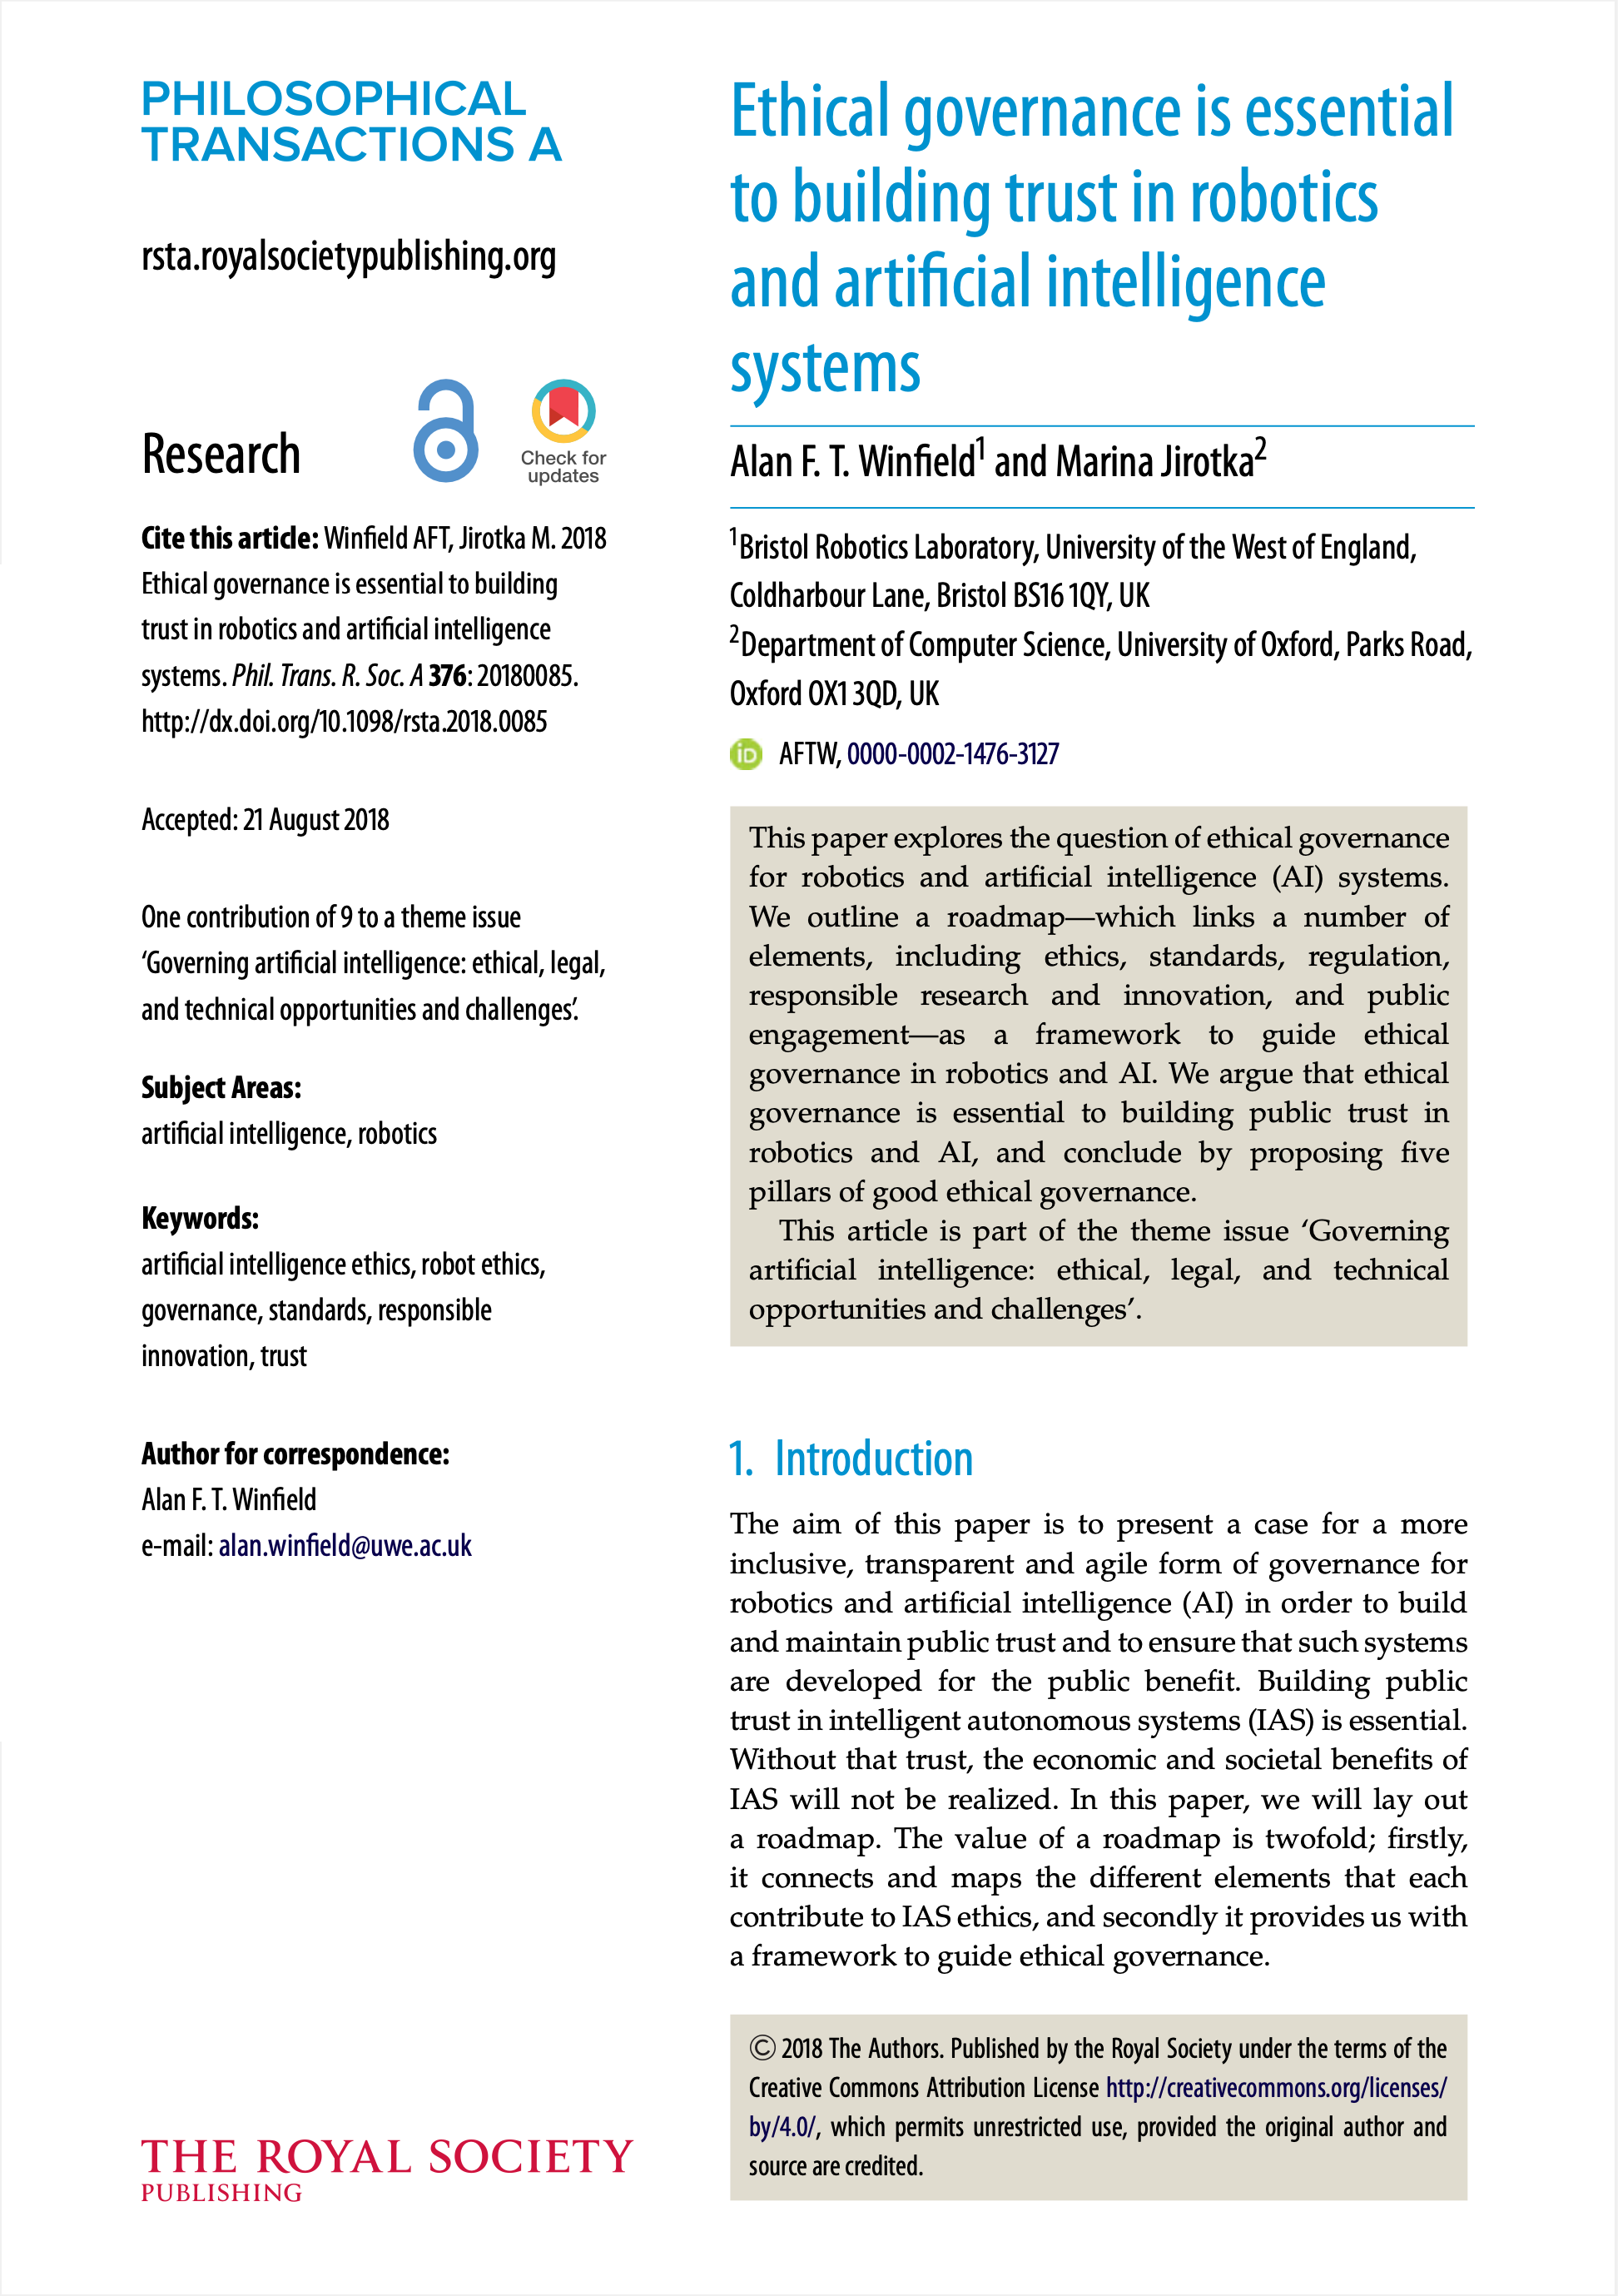 PHILOSOPHICAL
TRANSACTIONS A
rsta.royalsocietypublishing.org
Research
Check for
updates
Cite this article: Winfield AFT, Jirotka M. 2018
Ethical governance is essential to building
trust in robotics and artificial intelligence
systems. Phil. Trans. R. Soc. A 376: 20180085.
http://dx.doi.org/10.1098/rsta.2018.0085
Accepted: 21 August 2018
One contribution of 9 to a theme issue
‘Governing artificial intelligence: ethical, legal,
and technical opportunities and challenges’.
Subject Areas:
artificial intelligence, robotics
Keywords:
artificial intelligence ethics, robot ethics,
governance, standards, responsible
innovation, trust
Author for correspondence:
Alan F. T. Winfield
e-mail: alan.winfield@uwe.ac.uk
THE ROYAL SOCIETY
PUBLISHING
Ethical governance is essential
to building trust in robotics
and artificial intelligence
systems
Alan F. T. Winfield1 and Marina Jirotka2
1Bristol Robotics Laboratory, University of the West of England,
Coldharbour Lane, Bristol BS16 1QY, UK
2Department of Computer Science, University of Oxford, Parks Road,
Oxford OX1 3QD, UK
iD AFTW, 0000-0002-1476-3127
This paper explores the question of ethical governance
for robotics and artificial intelligence (AI) systems.
We outline a roadmap—which links a number of
elements, including ethics, standards, regulation,
responsible research and innovation, and public
engagement—as a framework to guide ethical
governance in robotics and AI. We argue that ethical
governance is essential to building public trust in
robotics and AI, and conclude by proposing five
pillars of good ethical governance.
This article is part of the theme issue ‘Governing
artificial intelligence: ethical, legal, and technical
opportunities and challenges’.
1. Introduction
The aim of this paper is to present a case for a more
inclusive, transparent and agile form of governance for
robotics and artificial intelligence (AI) in order to build
and maintain public trust and to ensure that such systems
are developed for the public benefit. Building public
trust in intelligent autonomous systems (IAS) is essential.
Without that trust, the economic and societal benefits of
IAS will not be realized. In this paper, we will lay out
a roadmap. The value of a roadmap is twofold; firstly,
it connects and maps the different elements that each
contribute to IAS ethics, and secondly it provides us with
a framework to guide ethical governance.
© 2018 The Authors. Published by the Royal Society under the terms of the
Creative Commons Attribution License http://creativecommons.org/licenses/
by/4.0/, which permits unrestricted use, provided the original author and
source are credited.